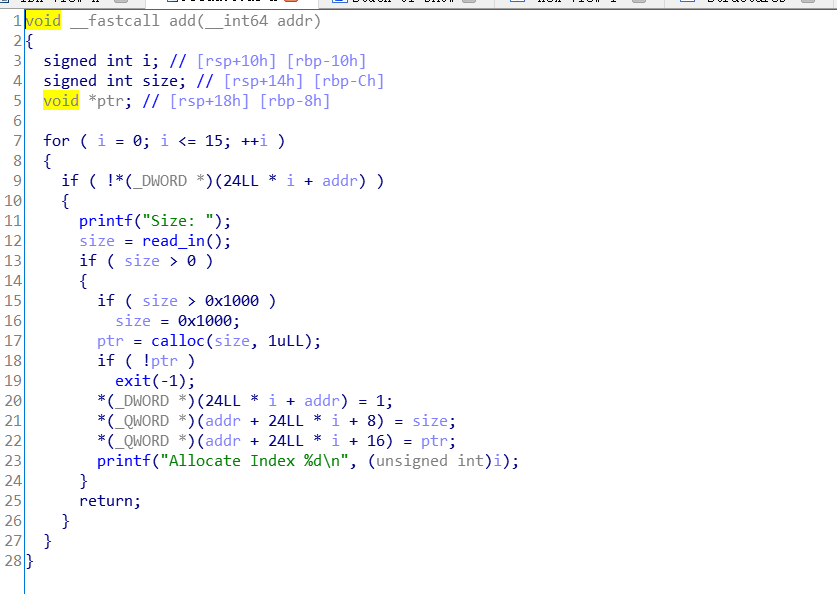 1 void __fastcall add(__int64 addr)
2 {
3   signed int i; // [rsp+10h] [rbp-10h]
4   signed int size; // [rsp+14h] [rbp-Ch]
5   void *ptr; // [rsp+18h] [rbp-8h]
6
7   for ( i = 0; i <= 15; ++i )
8   {
9     if ( !*(_DWORD *)(24LL * i + addr) )
10     {
11       printf("Size: ");
12       size = read_in();
13       if ( size > 0 )
14       {
15         if ( size > 0x1000 )
16           size = 0x1000;
17         ptr = calloc(size, 1uLL);
18         if ( !ptr )
19           exit(-1);
20         *(_DWORD *)(24LL * i + addr) = 1;
21         *(_QWORD *)(addr + 24LL * i + 8) = size;
22         *(_QWORD *)(addr + 24LL * i + 16) = ptr;
23         printf("Allocate Index %d\n", (unsigned int)i);
24       }
25       return;
26     }
27   }
28 }